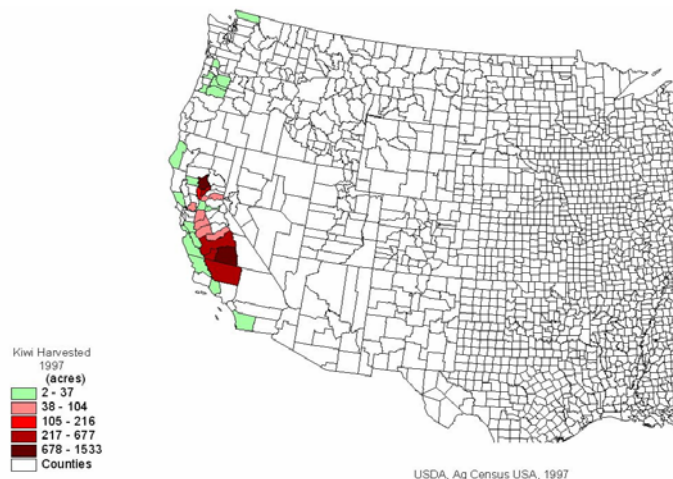 Kiwi Harvested
1997
(acres)
2 - 37
38 - 104
105 - 216
217 - 677
678 - 1533
Counties
USDA, Ag Census USA, 1997